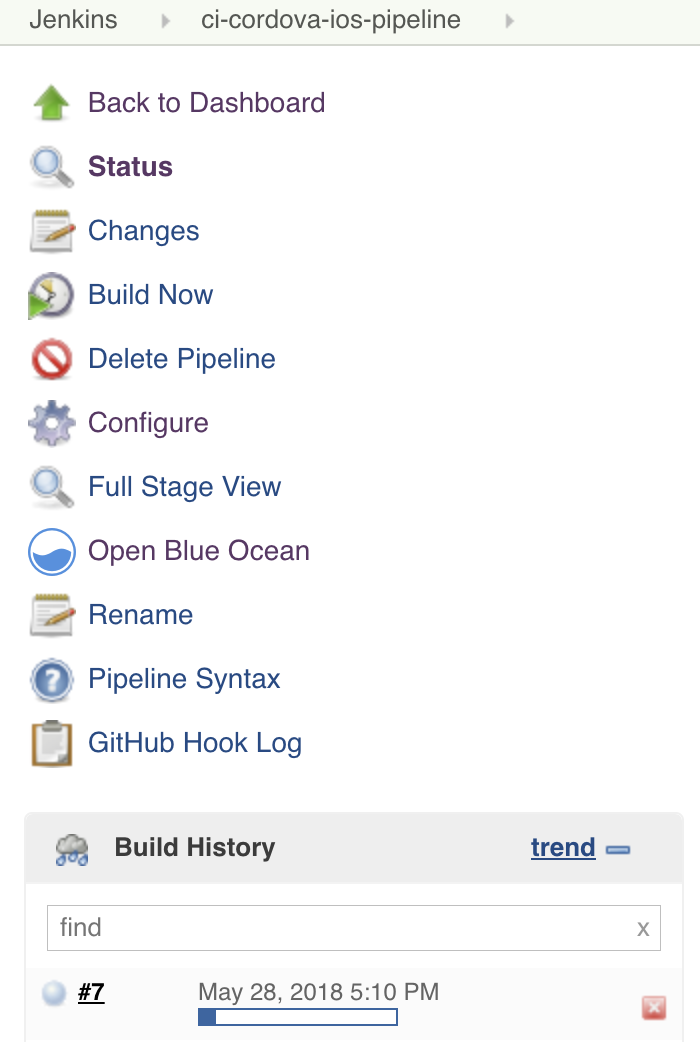 Jenkins ci-cordova-ios-pipeline
Back to Dashboard
Status
Changes
Build Now
Delete Pipeline
Configure
Full Stage View
Open Blue Ocean
Rename
? Pipeline Syntax
GitHub Hook Log
Build History trend
find x
#7 May 28, 2018 5:10 PM